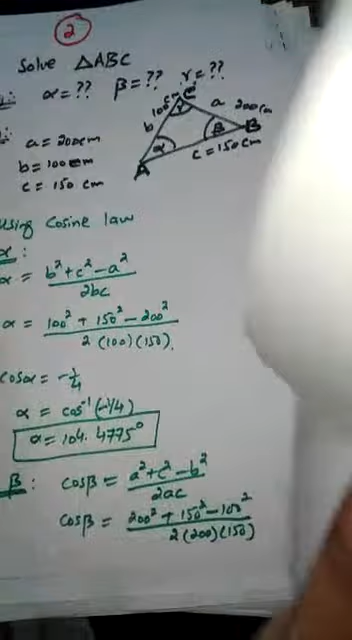 2
Solve △ABC
α = ?? β = ?? γ = ??
a = 200cm
b = 100cm
c = 150 cm
100cm C
γ a 200cm
b
α β B
A c = 150cm
Using Cosine law
α:
α = b² + c² - a² / 2bc
α = 100² + 150² - 200² / 2 (100)(150)
cosα = -1/4
α = cos⁻¹(-1/4)
α = 104.4775°
β: cosβ = a² + c² - b² / 2ac
cosβ = 200² + 150² - 100² / 2(200)(150)